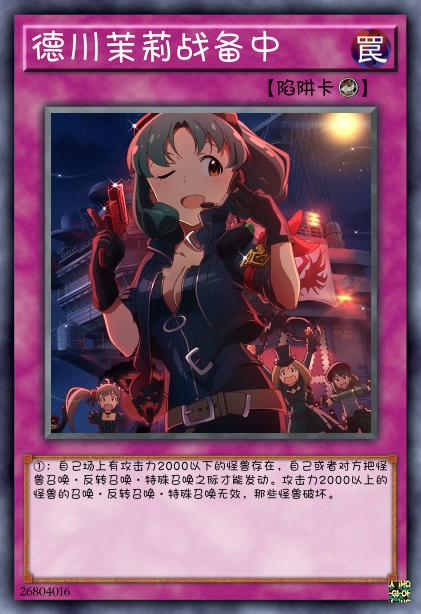 德川茉莉战备中
罠
【陷阱卡】
①：自己场上有攻击力2000以下的怪兽存在，自己或者对方把怪
兽召唤·反转召唤·特殊召唤之际才能发动。攻击力2000以上的
怪兽的召唤·反转召唤·特殊召唤无效，那些怪兽破坏。
26804016